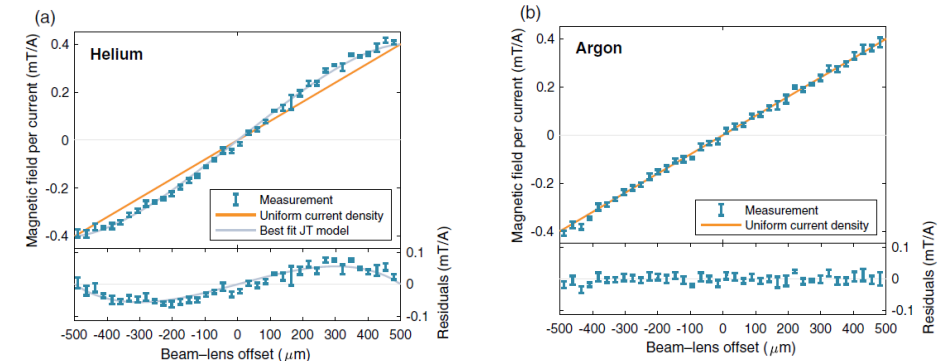 (a)
Helium
Magnetic field per current (mT/A)
0.4
0.2
0
-0.2
-0.4
Measurement
Uniform current density
Best fit JT model
0.1
0
-0.1
Residuals (mT/A)
-500 -400 -300 -200 -100 0 100 200 300 400 500
Beam–lens offset (μm)
(b)
Argon
Magnetic field per current (mT/A)
0.4
0.2
0
-0.2
-0.4
Measurement
Uniform current density
0.1
0
-0.1
Residuals (mT/A)
-500 -400 -300 -200 -100 0 100 200 300 400 500
Beam–lens offset (μm)